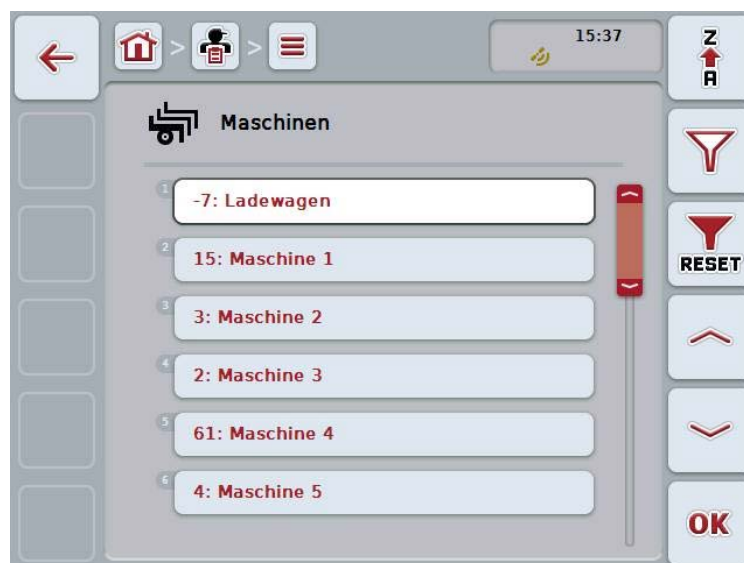 15:37
Z
A
Maschinen
1
-7: Ladewagen
2
15: Maschine 1
RESET
3
3: Maschine 2
4
2: Maschine 3
5
61: Maschine 4
6
4: Maschine 5
OK